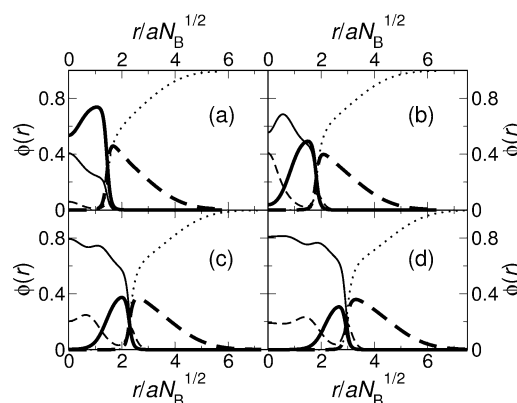 r/aN_B^1/2 r/aN_B^1/2
0 2 4 6 0 2 4 6
0.8 (a) (b) 0.8
ϕ(r) 0.4 0.4 ϕ(r)
0 0
0.8 (c) (d) 0.8
ϕ(r) 0.4 0.4 ϕ(r)
0 0
0 2 4 6 0 2 4 6
r/aN_B^1/2 r/aN_B^1/2